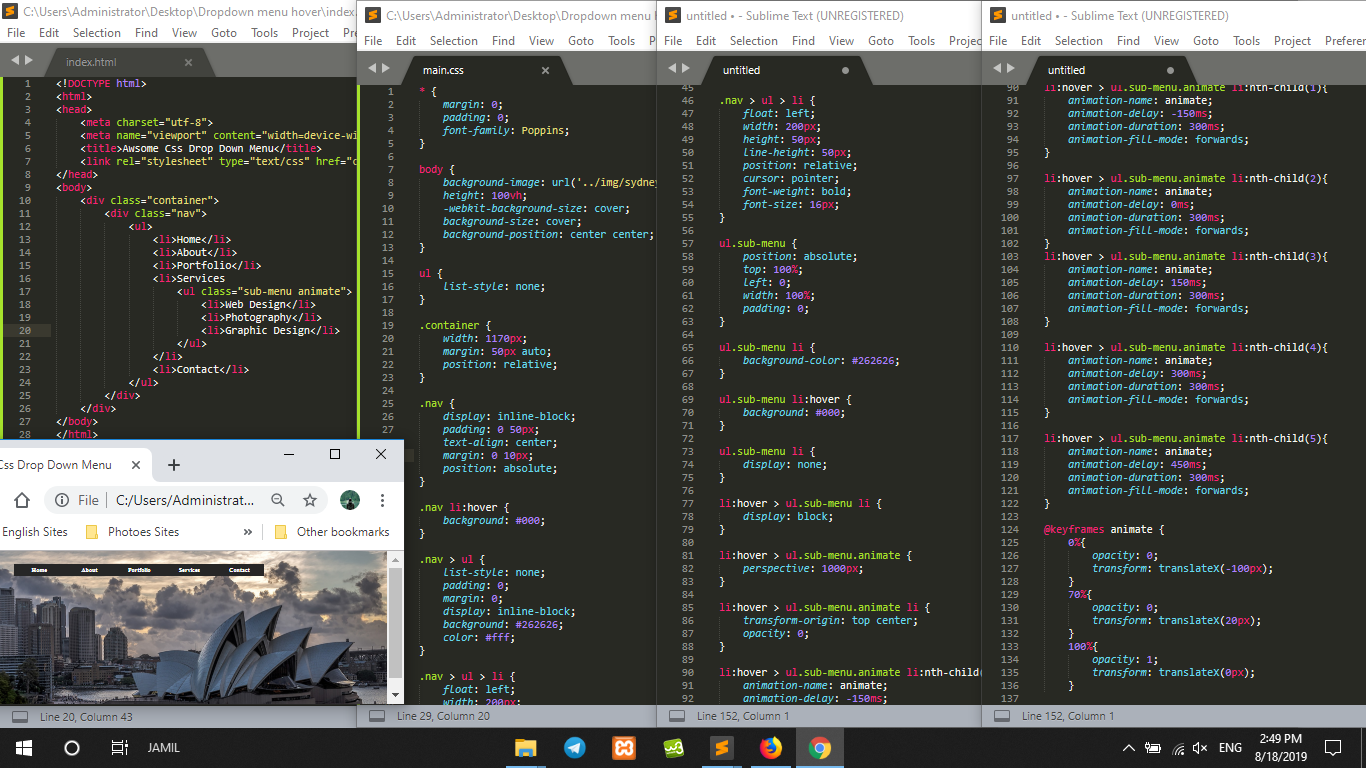 C:\Users\Administrator\Desktop\Dropdown menu hover\index.
File Edit Selection Find View Goto Tools Project
index.html
1 <!DOCTYPE html>
2 <html>
3 <head>
4 <meta charset="utf-8">
5 <meta name="viewport" content="width=device-wi
6 <title>Awsome Css Drop Down Menu</title>
7 <link rel="stylesheet" type="text/css" href="c
8 </head>
9 <body>
10 <div class="container">
11 <div class="nav">
12 <ul>
13 <li>Home</li>
14 <li>About</li>
15 <li>Portfolio</li>
16 <li>Services
17 <ul class="sub-menu animate">
18 <li>Web Design</li>
19 <li>Photography</li>
20 <li>Graphic Design</li>
21 </ul>
22 </li>
23 <li>Contact</li>
24 </ul>
25 </div>
26 </div>
27 </body>
28 </html>
Css Drop Down Menu
File C:/Users/Administrat...
English Sites Photoes Sites » Other bookmarks
Home About Portfolio Services Contact
Line 20, Column 43
C:\Users\Administrator\Desktop\Dropdown menu h
File Edit Selection Find View Goto Tools
main.css
1 * {
2 margin: 0;
3 padding: 0;
4 font-family: Poppins;
5 }
6
7 body {
8 background-image: url('../img/sydney
9 height: 100vh;
10 -webkit-background-size: cover;
11 background-size: cover;
12 background-position: center center;
13 }
14
15 ul {
16 list-style: none;
17 }
18
19 .container {
20 width: 1170px;
21 margin: 50px auto;
22 position: relative;
23 }
24
25 .nav {
26 display: inline-block;
27 padding: 0 50px;
text-align: center;
margin: 0 10px;
position: absolute;
}
.nav li:hover {
background: #000;
}
.nav > ul {
list-style: none;
padding: 0;
margin: 0;
display: inline-block;
background: #262626;
color: #fff;
}
.nav > ul > li {
float: left;
width: 200px;
Line 29, Column 20
untitled • - Sublime Text (UNREGISTERED)
File Edit Selection Find View Goto Tools Projec
untitled
45
46 .nav > ul > li {
47 float: left;
48 width: 200px;
49 height: 50px;
50 line-height: 50px;
51 position: relative;
52 cursor: pointer;
53 font-weight: bold;
54 font-size: 16px;
55 }
56
57 ul.sub-menu {
58 position: absolute;
59 top: 100%;
60 left: 0;
61 width: 100%;
62 padding: 0;
63 }
64
65 ul.sub-menu li {
66 background-color: #262626;
67 }
68
69 ul.sub-menu li:hover {
70 background: #000;
71 }
72
73 ul.sub-menu li {
74 display: none;
75 }
76
77 li:hover > ul.sub-menu li {
78 display: block;
79 }
80
81 li:hover > ul.sub-menu.animate {
82 perspective: 1000px;
83 }
84
85 li:hover > ul.sub-menu.animate li {
86 transform-origin: top center;
87 opacity: 0;
88 }
89
90 li:hover > ul.sub-menu.animate li:nth-child(
91 animation-name: animate;
92 animation-delay: -150ms;
Line 152, Column 1
untitled • - Sublime Text (UNREGISTERED)
File Edit Selection Find View Goto Tools Project Preferen
untitled
90 li:hover > ul.sub-menu.animate li:nth-child(1){
91 animation-name: animate;
92 animation-delay: -150ms;
93 animation-duration: 300ms;
94 animation-fill-mode: forwards;
95 }
96
97 li:hover > ul.sub-menu.animate li:nth-child(2){
98 animation-name: animate;
99 animation-delay: 0ms;
100 animation-duration: 300ms;
101 animation-fill-mode: forwards;
102 }
103 li:hover > ul.sub-menu.animate li:nth-child(3){
104 animation-name: animate;
105 animation-delay: 150ms;
106 animation-duration: 300ms;
107 animation-fill-mode: forwards;
108 }
109
110 li:hover > ul.sub-menu.animate li:nth-child(4){
111 animation-name: animate;
112 animation-delay: 300ms;
113 animation-duration: 300ms;
114 animation-fill-mode: forwards;
115 }
116
117 li:hover > ul.sub-menu.animate li:nth-child(5){
118 animation-name: animate;
119 animation-delay: 450ms;
120 animation-duration: 300ms;
121 animation-fill-mode: forwards;
122 }
123
124 @keyframes animate {
125 0%{
126 opacity: 0;
127 transform: translateX(-100px);
128 }
129 70%{
130 opacity: 0;
131 transform: translateX(20px);
132 }
133 100%{
134 opacity: 1;
135 transform: translateX(0px);
136 }
137
Line 152, Column 1
JAMIL
ENG
2:49 PM
8/18/2019